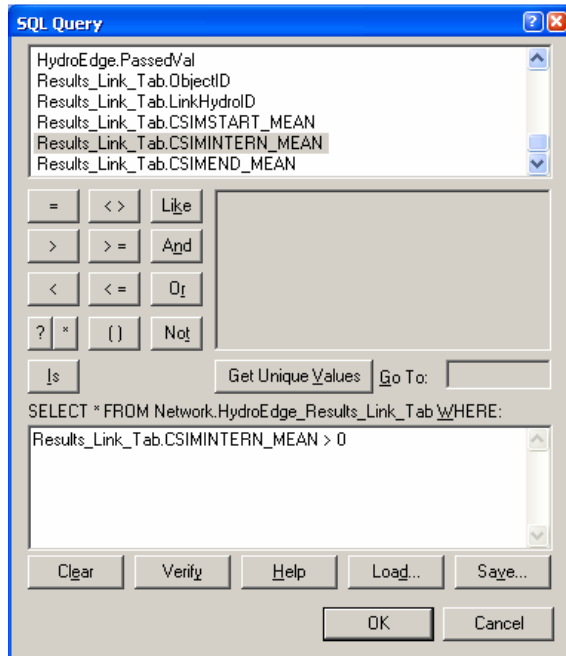 SQL Query
HydroEdge.PassedVal
Results_Link_Tab.ObjectID
Results_Link_Tab.LinkHydroID
Results_Link_Tab.CSIMSTART_MEAN
Results_Link_Tab.CSIMINTERN_MEAN
Results_Link_Tab.CSIMEND_MEAN
= <> Like
> >= And
< <= Or
? * () Not
Is Get Unique Values Go To:
SELECT * FROM Network.HydroEdge_Results_Link_Tab WHERE:
Results_Link_Tab.CSIMINTERN_MEAN > 0
Clear Verify Help Load... Save...
OK Cancel